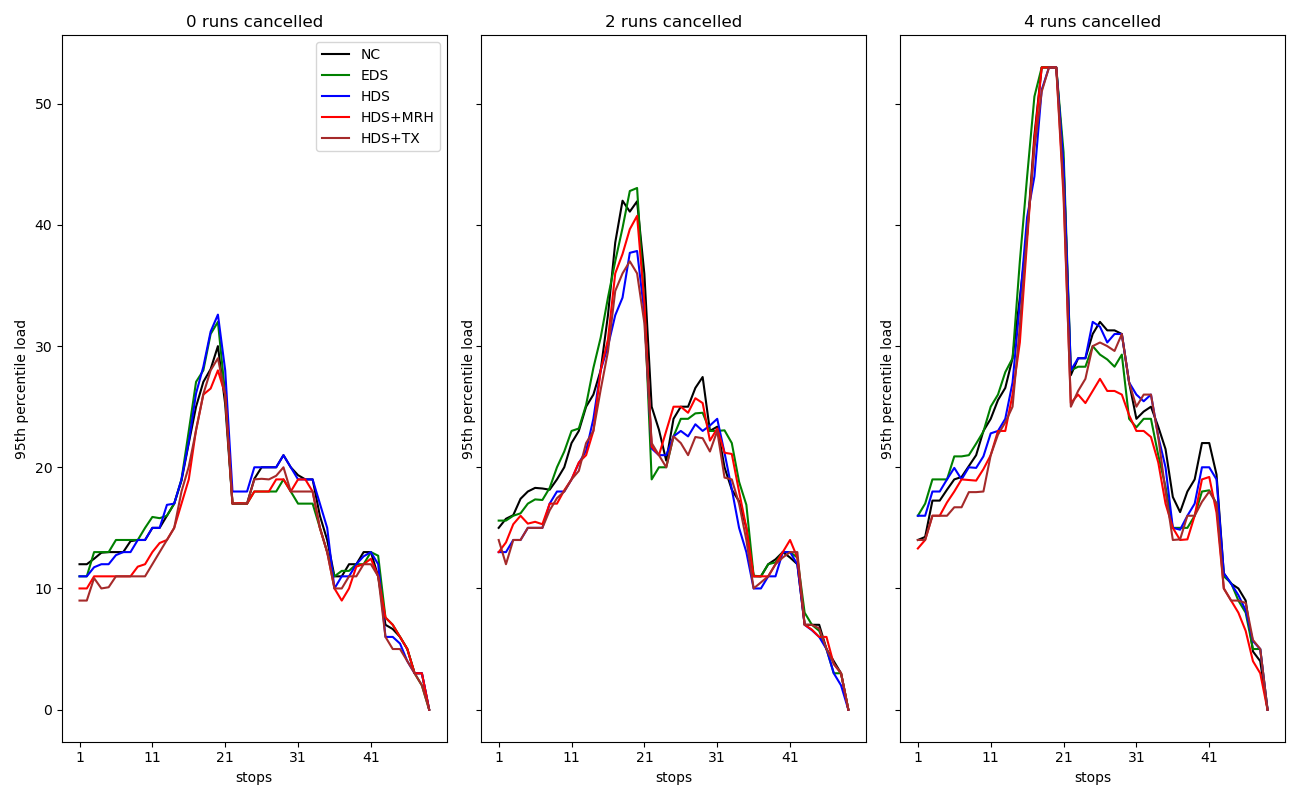 0 runs cancelled
2 runs cancelled
4 runs cancelled
NC
EDS
HDS
HDS+MRH
HDS+TX
95th percentile load
95th percentile load
95th percentile load
50
40
30
20
10
0
1 11 21 31 41
1 11 21 31 41
1 11 21 31 41
stops
stops
stops